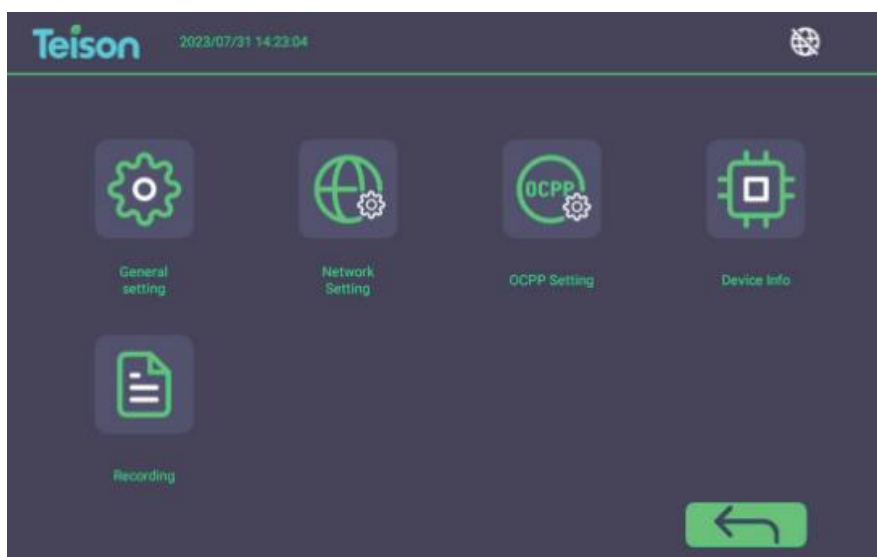 Teison
2023/07/31 14:23:04
General
setting
Network
Setting
OCPP
OCPP Setting
Device Info
Recording